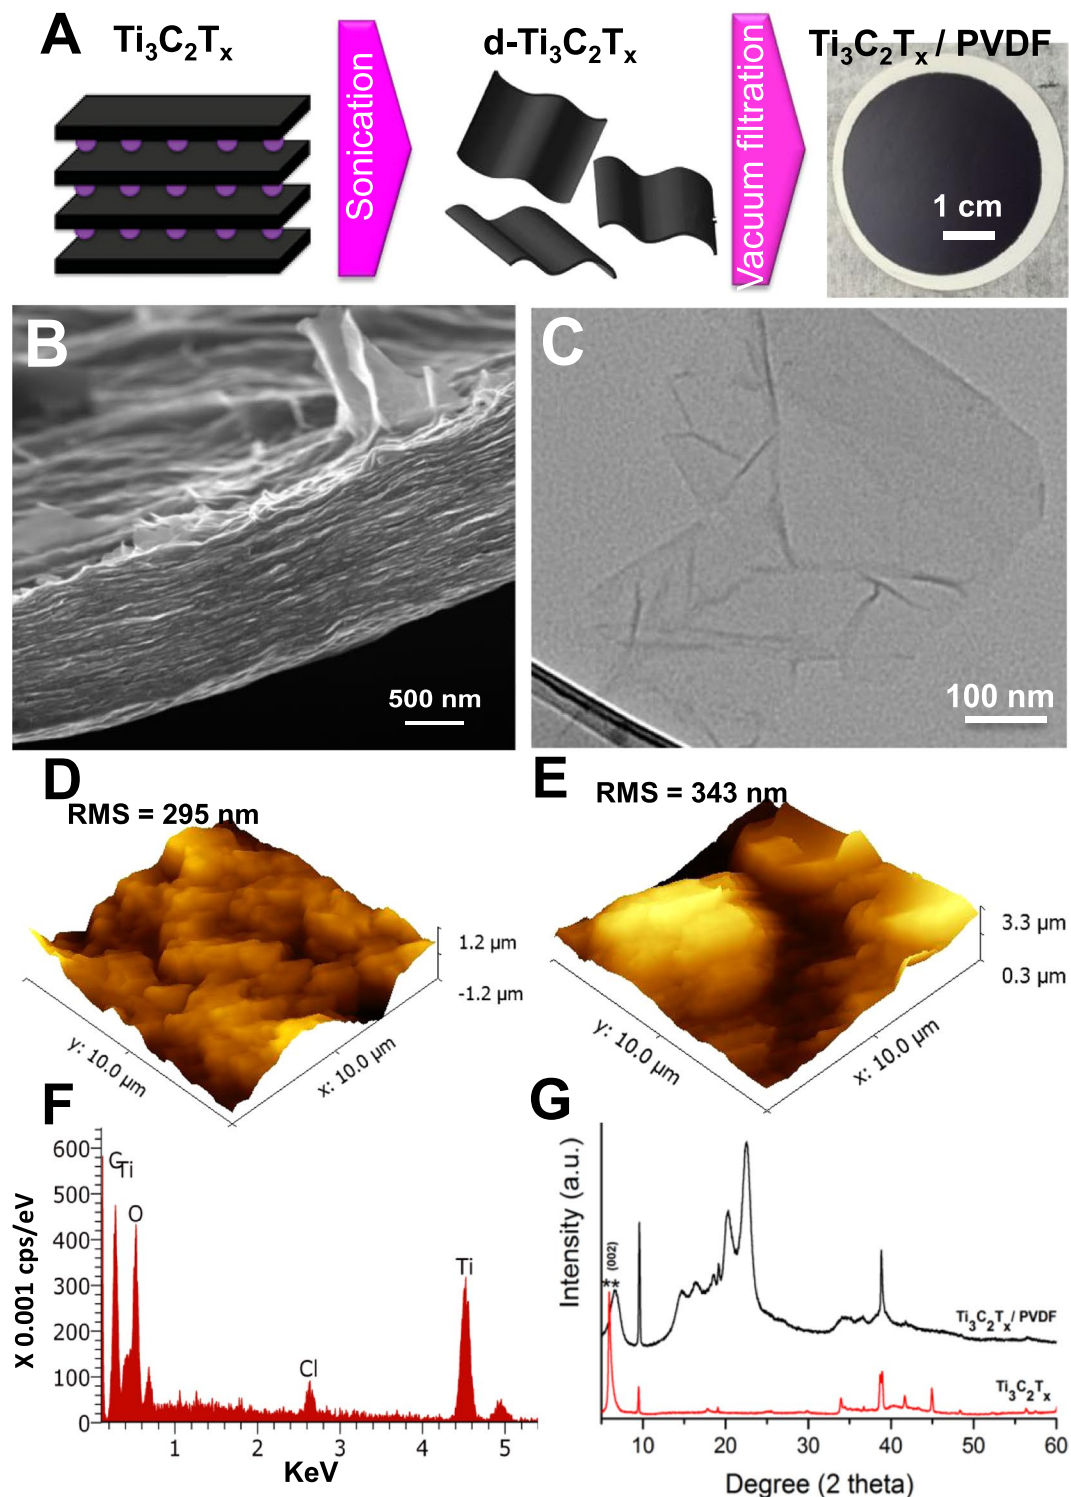 A
Ti3C2Tx
Sonication
d-Ti3C2Tx
Vacuum filtration
Ti3C2Tx / PVDF
1 cm
B
500 nm
C
100 nm
D
RMS = 295 nm
1.2 µm
-1.2 µm
y: 10.0 µm
x: 10.0 µm
E
RMS = 343 nm
3.3 µm
0.3 µm
y: 10.0 µm
x: 10.0 µm
F
X 0.001 cps/eV
600
500
400
300
200
100
0
C
Ti
O
Cl
Ti
1 2 3 4 5
KeV
G
Intensity (a.u.)
** (002)
Ti3C2Tx/ PVDF
Ti3C2Tx
10 20 30 40 50 60
Degree (2 theta)